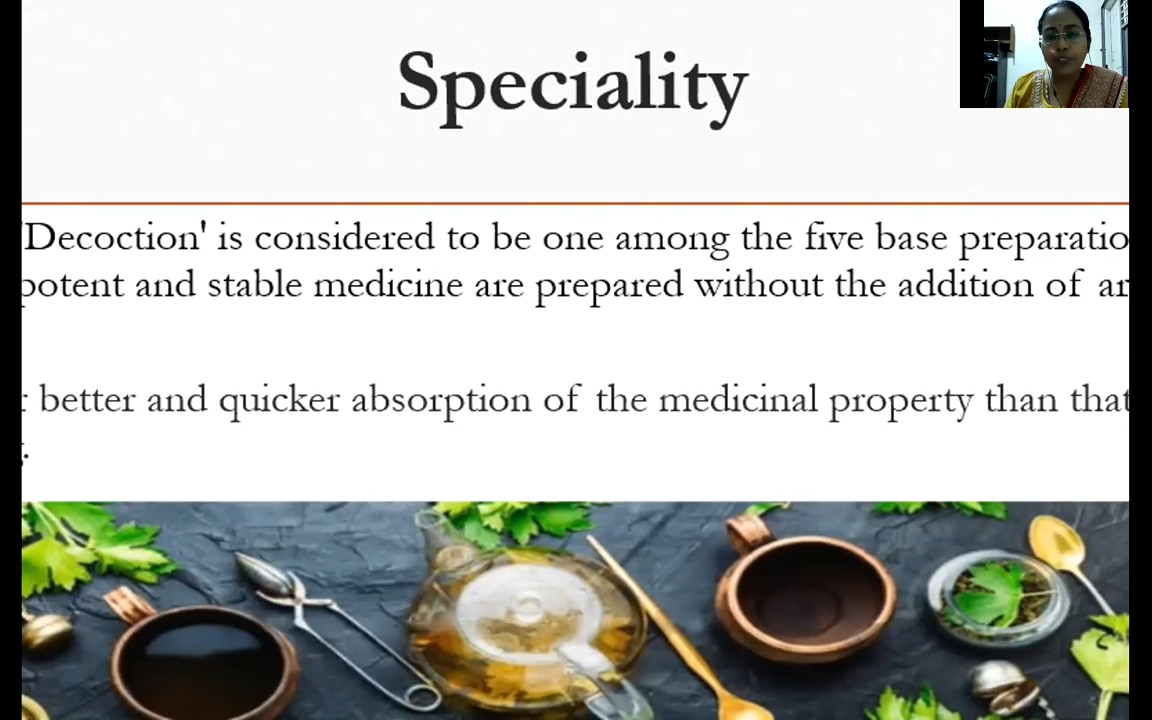 Speciality
'Decoction' is considered to be one among the five base preparatio
potent and stable medicine are prepared without the addition of ar
better and quicker absorption of the medicinal property than that